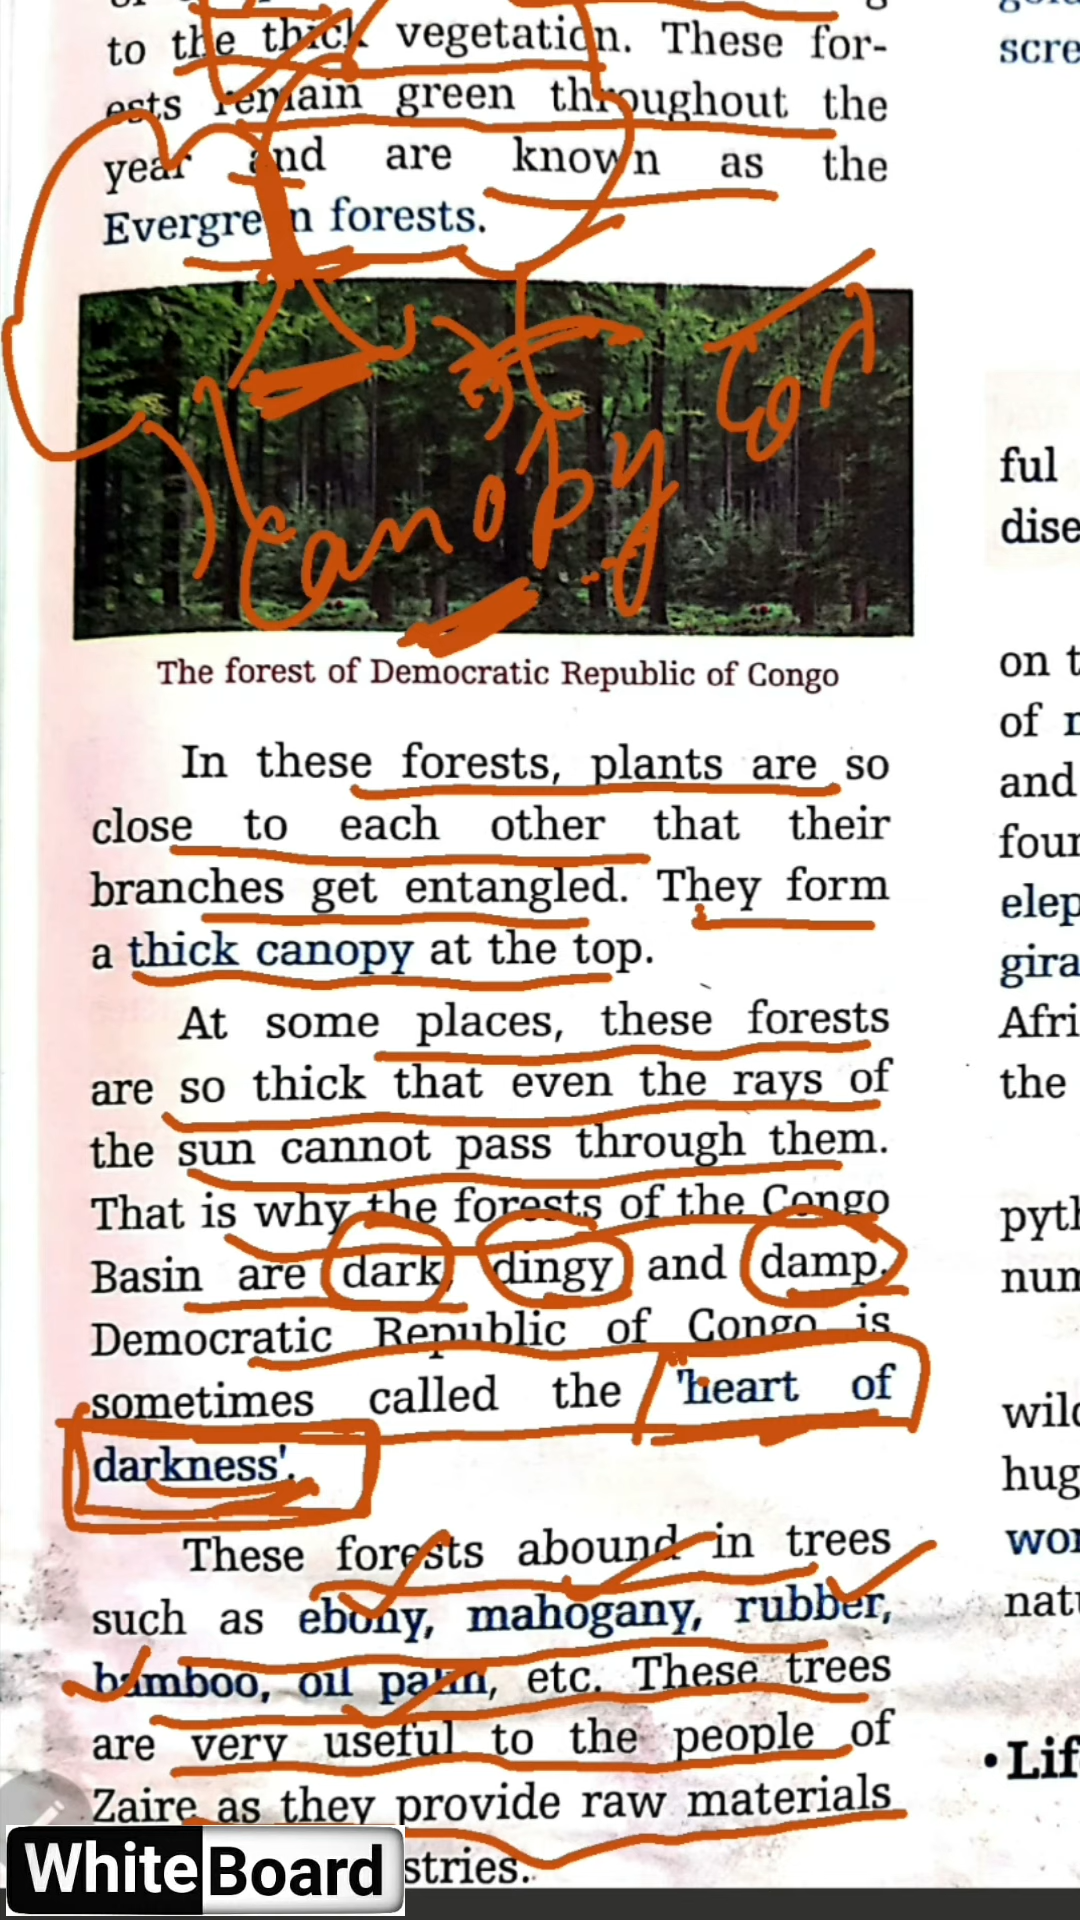 to the thick vegetation. These for-
ests remain green throughout the
year and are known as the
Evergreen forests.
canopy
The forest of Democratic Republic of Congo
In these forests, plants are so
close to each other that their
branches get entangled. They form
a thick canopy at the top.
At some places, these forests
are so thick that even the rays of
the sun cannot pass through them.
That is why the forests of the Congo
Basin are dark, dingy and damp.
Democratic Republic of Congo is
sometimes called the 'heart of
darkness'.
These forests abound in trees
such as ebony, mahogany, rubber,
bamboo, oil palm, etc. These trees
are very useful to the people of
Zaire as they provide raw materials
stries.
WhiteBoard
scre
ful
dise
on t
of r
and
foun
elep
gira
Afri
the
pyth
num
wild
hug
wor
natu
• Lif